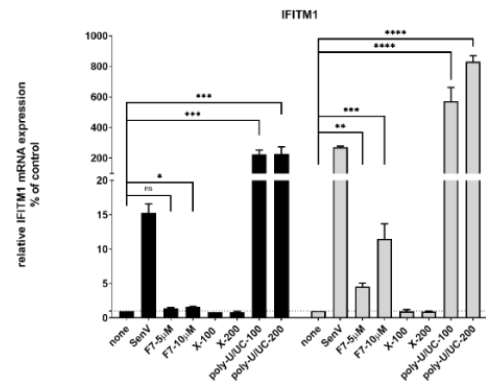 IFITM1
relative IFITM1 mRNA expression
% of control
1000
800
600
400
200
20
15
10
5
0
ns
*
***
***
**
***
****
****
none
SenV
F7-5μM
F7-10μM
X-100
X-200
poly-U/UC-100
poly-U/UC-200
none
SenV
F7-5μM
F7-10μM
X-100
X-200
poly-U/UC-100
poly-U/UC-200